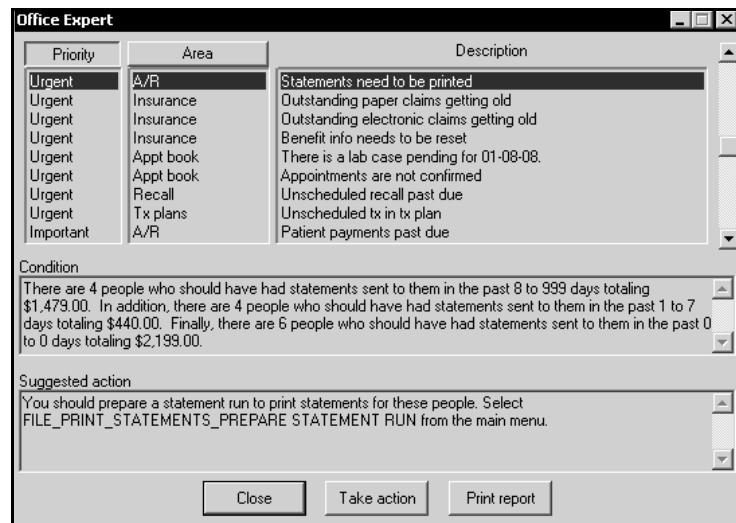 Office Expert
Priority Area Description
Urgent A/R Statements need to be printed
Urgent Insurance Outstanding paper claims getting old
Urgent Insurance Outstanding electronic claims getting old
Urgent Insurance Benefit info needs to be reset
Urgent Appt book There is a lab case pending for 01-08-08.
Urgent Appt book Appointments are not confirmed
Urgent Recall Unscheduled recall past due
Urgent Tx plans Unscheduled tx in tx plan
Important A/R Patient payments past due
Condition
There are 4 people who should have had statements sent to them in the past 8 to 999 days totaling
$1,479.00. In addition, there are 4 people who should have had statements sent to them in the past 1 to 7
days totaling $440.00. Finally, there are 6 people who should have had statements sent to them in the past 0
to 0 days totaling $2,199.00.
Suggested action
You should prepare a statement run to print statements for these people. Select
FILE_PRINT_STATEMENTS_PREPARE STATEMENT RUN from the main menu.
Close Take action Print report